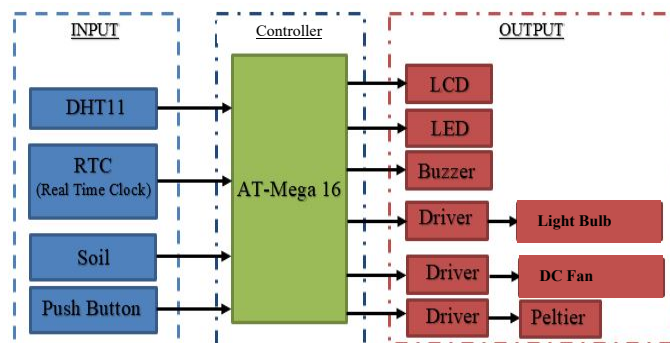 INPUT
DHT11
RTC
(Real Time Clock)
Soil
Push Button
Controller
AT-Mega 16
OUTPUT
LCD
LED
Buzzer
Driver
Light Bulb
Driver
DC Fan
Driver
Peltier